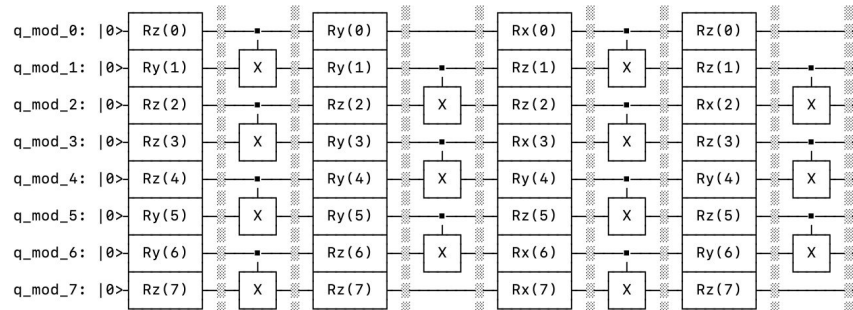 q_mod_0: |0> Rz(0) Ry(0) Rx(0) Rz(0)
q_mod_1: |0> Ry(1) X Ry(1) Rz(1) X Rz(1)
q_mod_2: |0> Rz(2) Rz(2) X Rz(2) Rx(2) X
q_mod_3: |0> Rz(3) X Ry(3) Rx(3) X Rz(3)
q_mod_4: |0> Rz(4) Ry(4) X Ry(4) Ry(4) X
q_mod_5: |0> Ry(5) X Ry(5) Rz(5) X Rz(5)
q_mod_6: |0> Ry(6) Rz(6) X Rx(6) Ry(6) X
q_mod_7: |0> Rz(7) X Rz(7) Rx(7) X Rz(7)